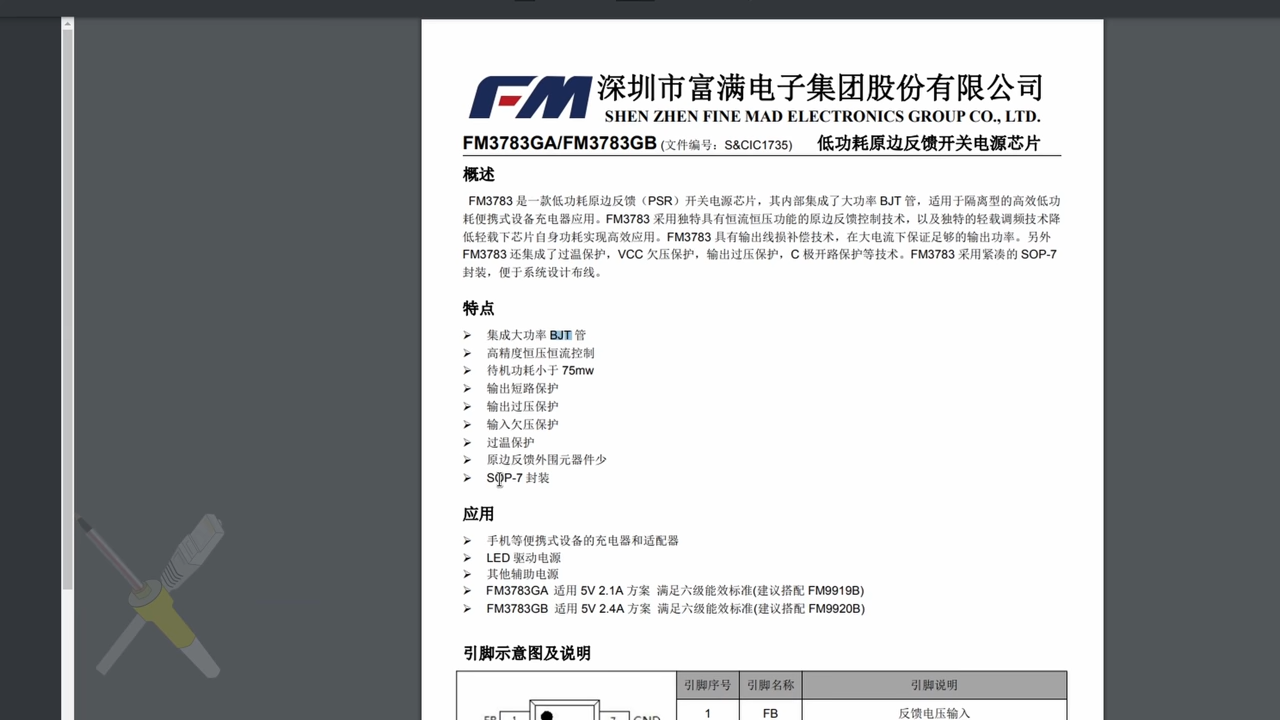 FM 深圳市富满电子集团股份有限公司
SHEN ZHEN FINE MAD ELECTRONICS GROUP CO., LTD.
FM3783GA/FM3783GB (文件编号：S&CIC1735) 低功耗原边反馈开关电源芯片
概述
FM3783 是一款低功耗原边反馈（PSR）开关电源芯片，其内部集成了大功率 BJT 管，适用于隔离型的高效低功
耗便携式设备充电器应用。FM3783 采用独特具有恒流恒压功能的原边反馈控制技术，以及独特的轻载调频技术降
低轻载下芯片自身功耗实现高效应用。FM3783 具有输出线损补偿技术，在大电流下保证足够的输出功率。另外
FM3783 还集成了过温保护，VCC 欠压保护，输出过压保护，C 极开路保护等技术。FM3783 采用紧凑的 SOP-7
封装，便于系统设计布线。
特点
➢ 集成大功率 BJT 管
➢ 高精度恒压恒流控制
➢ 待机功耗小于 75mw
➢ 输出短路保护
➢ 输出过压保护
➢ 输入欠压保护
➢ 过温保护
➢ 原边反馈外围元器件少
➢ SOP-7 封装
应用
➢ 手机等便携式设备的充电器和适配器
➢ LED 驱动电源
➢ 其他辅助电源
➢ FM3783GA 适用 5V 2.1A 方案 满足六级能效标准(建议搭配 FM9919B)
➢ FM3783GB 适用 5V 2.4A 方案 满足六级能效标准(建议搭配 FM9920B)
引脚示意图及说明
引脚序号 引脚名称 引脚说明
1 FB 反馈电压输入
FB 1 7 GND